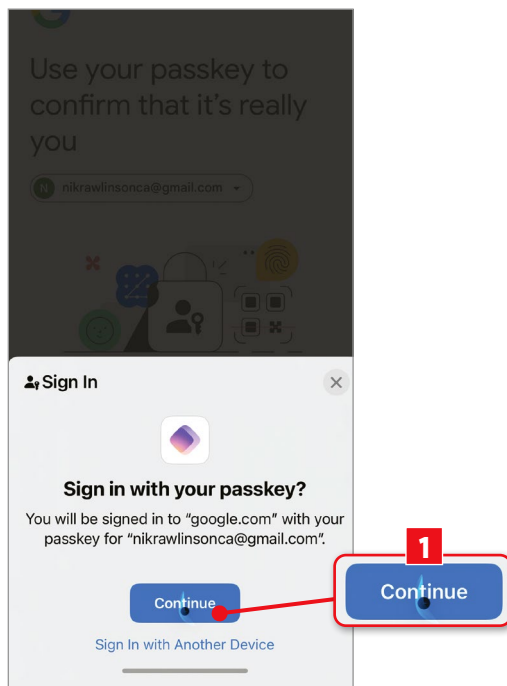 Use your passkey to
confirm that it's really
you
N nikrawlinsonca@gmail.com
Sign In
Sign in with your passkey?
You will be signed in to “google.com” with your
passkey for “nikrawlinsonca@gmail.com”.
1
Continue
Continue
Sign In with Another Device